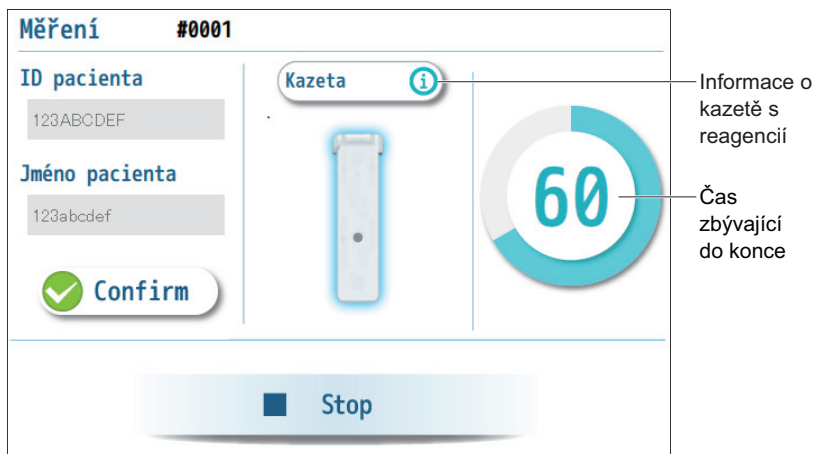 Měření #0001
ID pacienta
123ABCDEF
Jméno pacienta
123abcdef
Confirm
Kazeta
60
Stop
Informace o
kazetě s
reagencií
Čas
zbývající
do konce